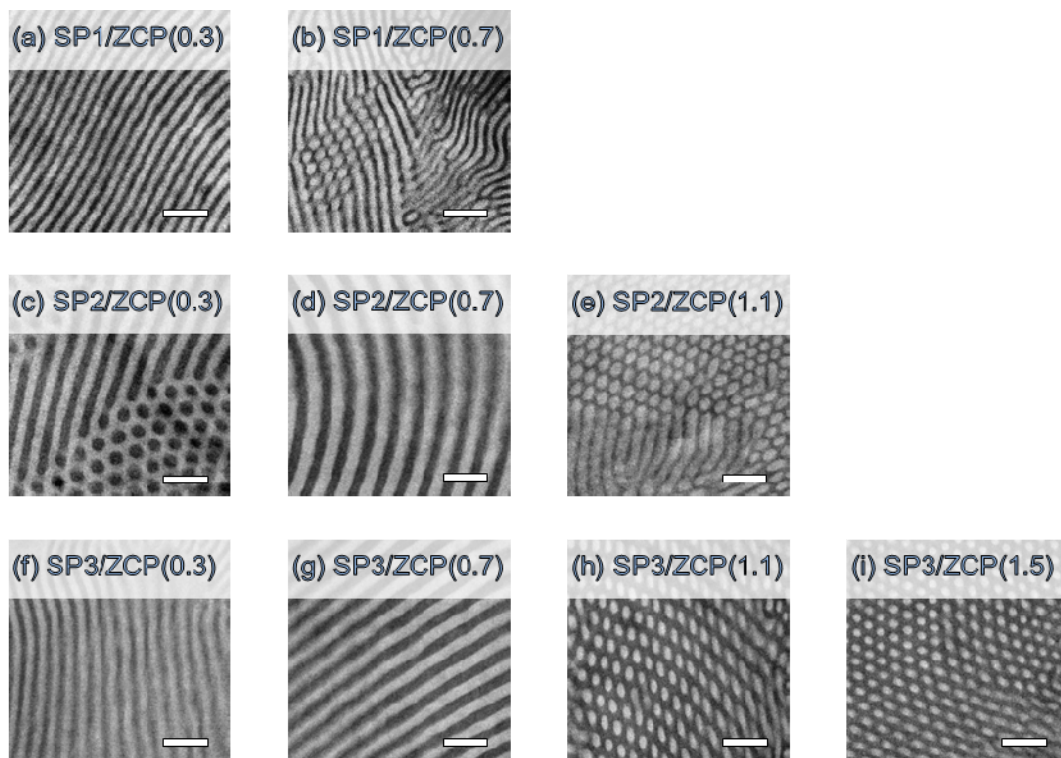 (a) SP1/ZCP(0.3)
(b) SP1/ZCP(0.7)
(c) SP2/ZCP(0.3)
(d) SP2/ZCP(0.7)
(e) SP2/ZCP(1.1)
(f) SP3/ZCP(0.3)
(g) SP3/ZCP(0.7)
(h) SP3/ZCP(1.1)
(i) SP3/ZCP(1.5)